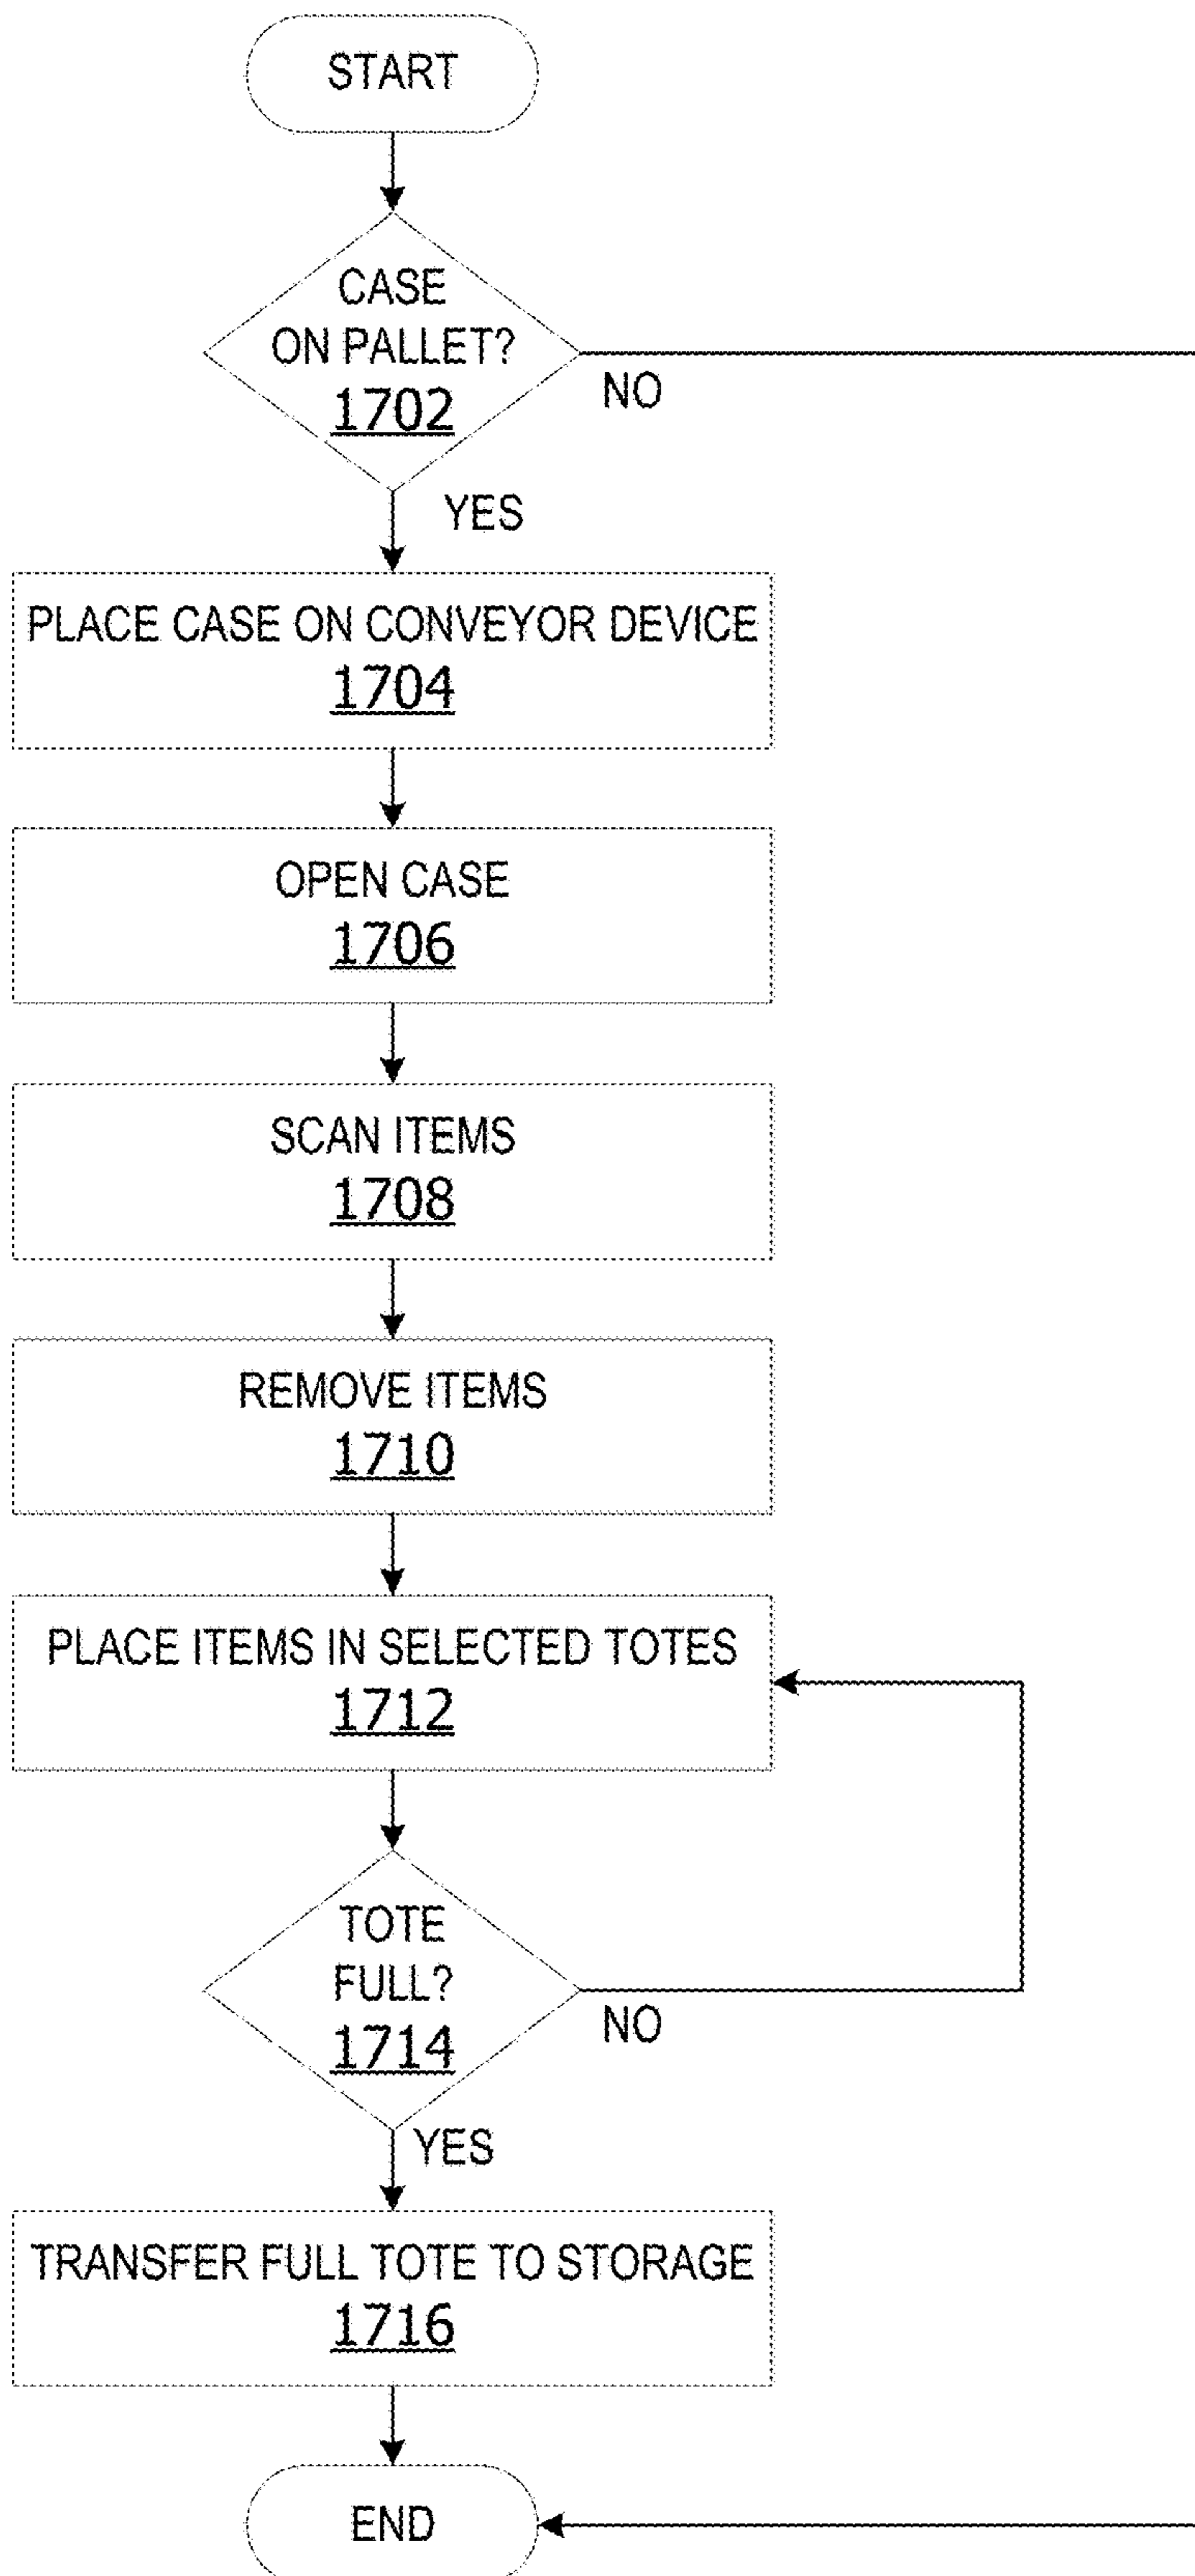 START
CASE
ON PALLET?
1702
NO
YES
PLACE CASE ON CONVEYOR DEVICE
1704
OPEN CASE
1706
SCAN ITEMS
1708
REMOVE ITEMS
1710
PLACE ITEMS IN SELECTED TOTES
1712
TOTE
FULL?
1714
NO
YES
TRANSFER FULL TOTE TO STORAGE
1716
END